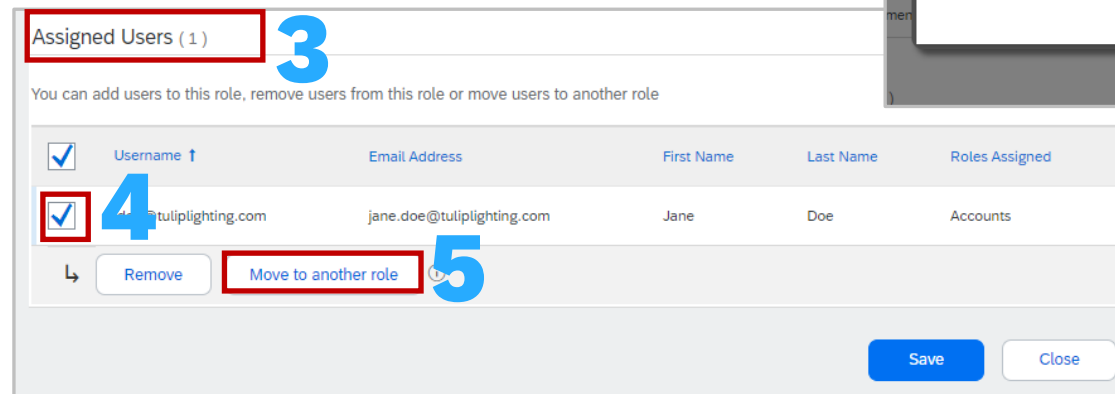 Assigned Users (1)
3
men
You can add users to this role, remove users from this role or move users to another role
)
Username ↑ Email Address First Name Last Name Roles Assigned
4
@tuliplighting.com jane.doe@tuliplighting.com Jane Doe Accounts
Remove Move to another role
5
Save Close